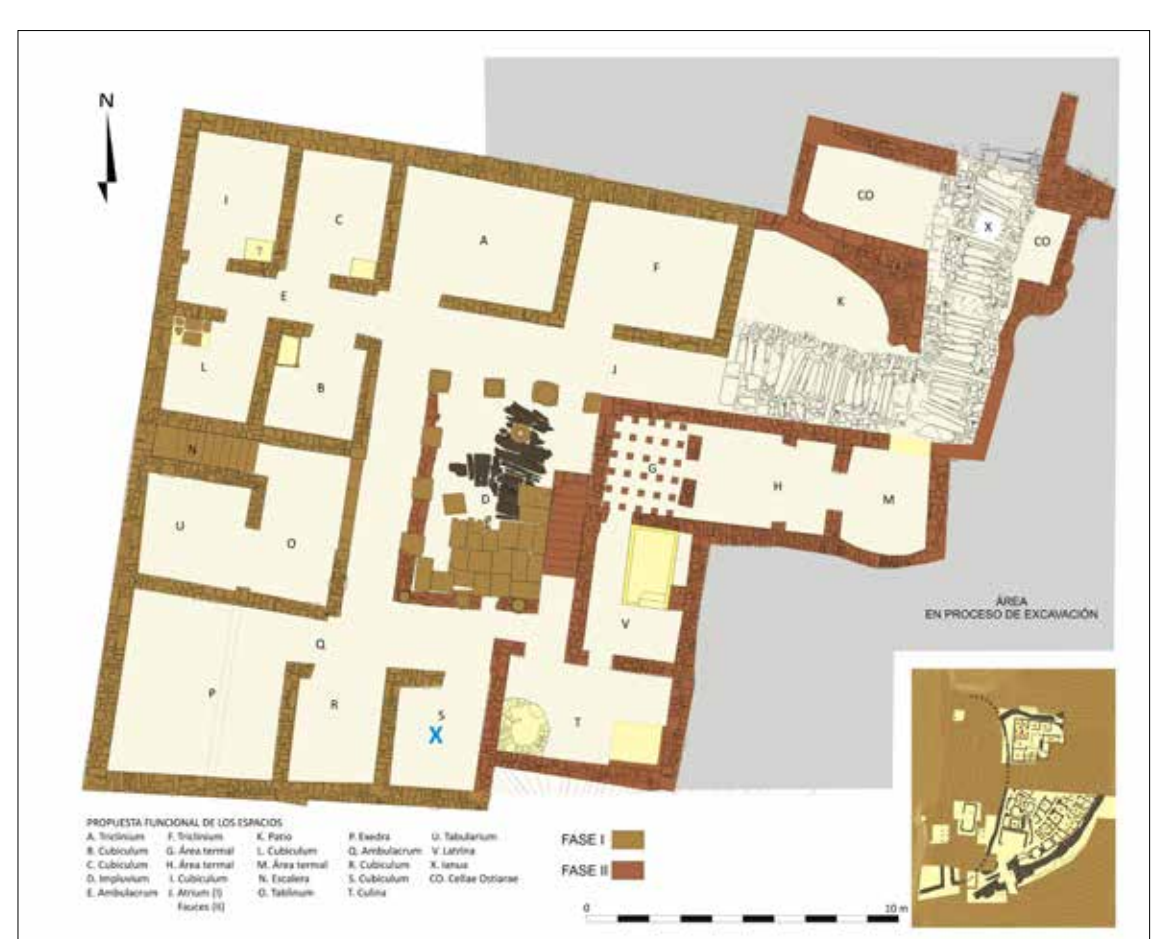 N
I
C
A
F
CO
X
CO
?
E
K
L
B
J
N
D
G
H
M
U
O
ÁREA
EN PROCESO DE EXCAVACIÓN
V
Q
P
R
S
X
T
PROPUESTA FUNCIONAL DE LOS ESPACIOS
A. Triclinium F. Triclinium K. Patio P. Exedra U. Tabularium
B. Cubiculum G. Área termal L. Cubiculum Q. Ambulacrum V. Latrina
C. Cubiculum H. Área termal M. Área termal R. Cubiculum X. Ianus
D. Impluvium I. Cubiculum N. Escalera S. Cubiculum CO. Cellae Ostiarae
E. Ambulacrum J. Atrium (I) O. Tablinum T. Culina
Fauces (II)
FASE I
FASE II
0 10 m